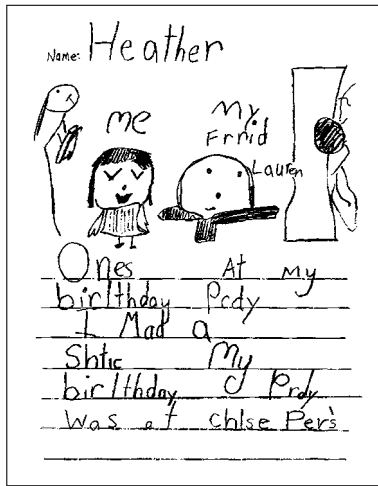 Name: Heather
me
My
Frnid
Lauren
Ones At My
birlthday Prdy
I Mad a
Shtic My
birlthday Prdy
Was at chlse Per's